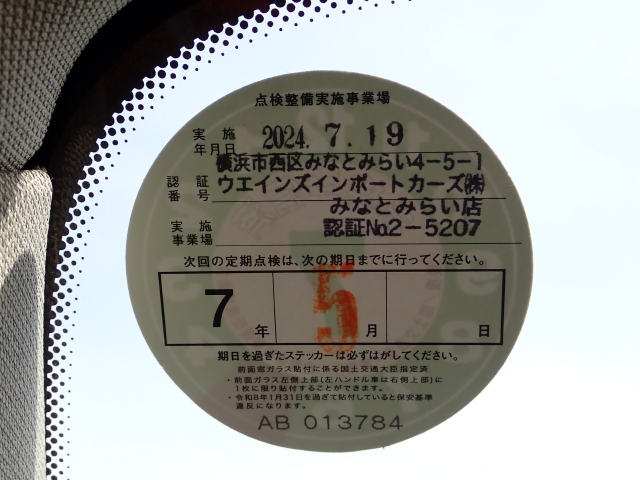 点検整備実施事業場
実施年月日 2024. 7. 19
横浜市西区みなとみらい4-5-1
認証番号 ウエインズインポートカーズ㈱
みなとみらい店
実施事業場 認証No2-5207
次回の定期点検は、次の期日までに行ってください。
7 年 5 月 日
期日を過ぎたステッカーは必ずはがしてください。
前面窓ガラス貼付に係る国土交通大臣指定済
・前面ガラス左側上部(左ハンドル車は右側上部)に
1枚に限り貼付することができます。
・令和8年1月31日を過ぎて貼付していると保安基準
違反になります。
AB 013784